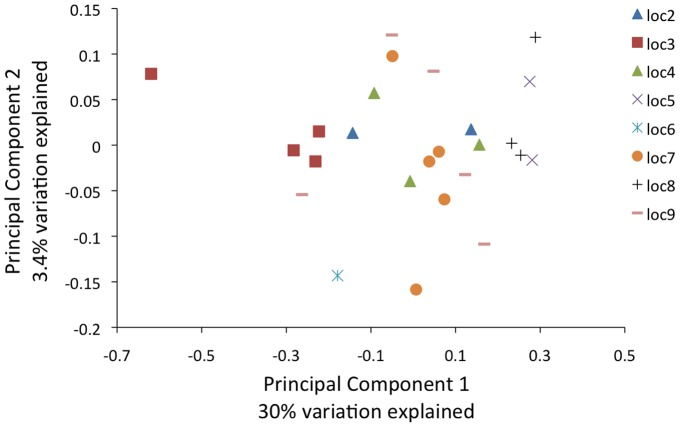 0.15
0.1
0.05
0
-0.05
-0.1
-0.15
-0.2
-0.7
-0.5
-0.3
-0.1
0.1
0.3
0.5
Principal Component 2
3.4% variation explained
Principal Component 1
30% variation explained
loc2
loc3
loc4
loc5
loc6
loc7
loc8
loc9